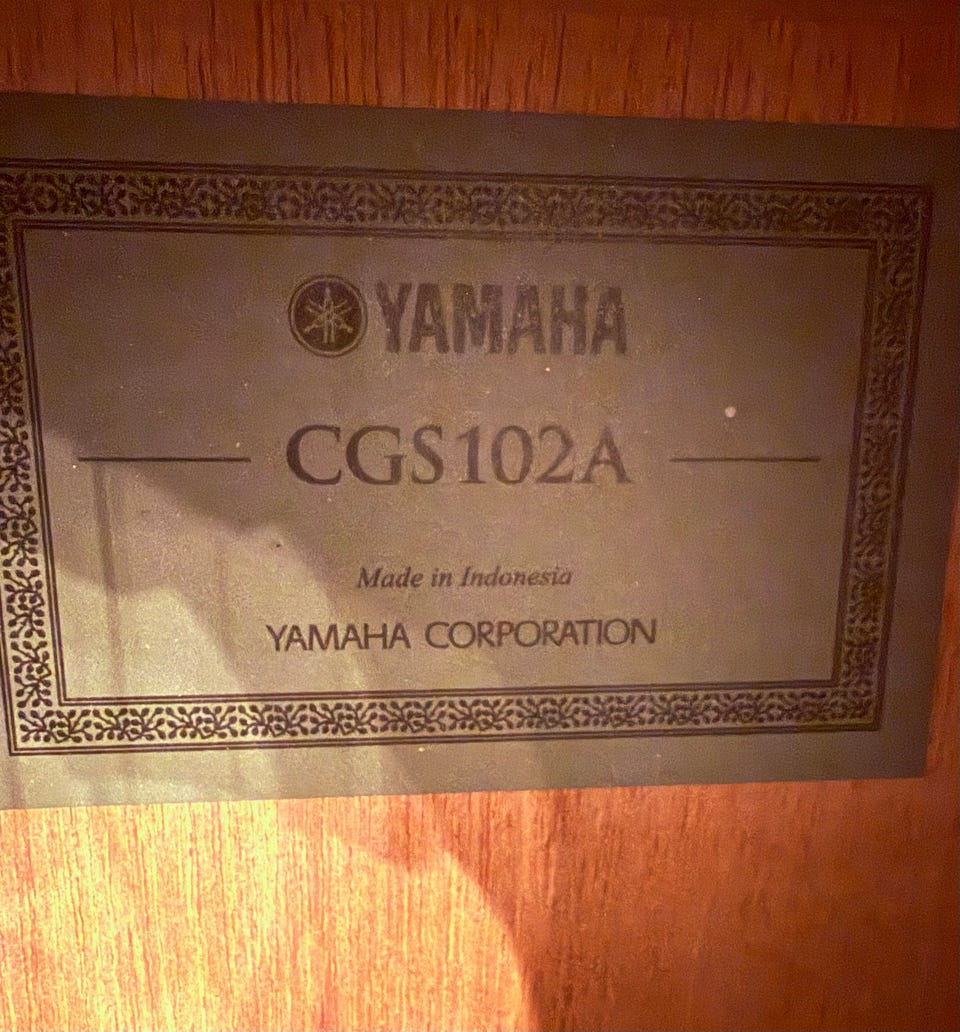 YAMAHA
CGS102A
Made in Indonesia
YAMAHA CORPORATION